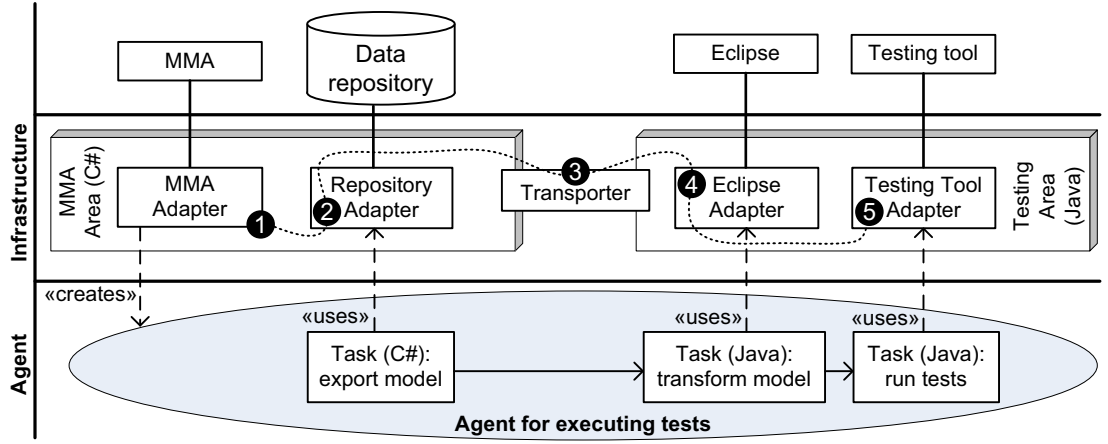 MMA
Data
repository
Eclipse
Testing tool
Infrastructure
MMA
Area (C#)
MMA
Adapter
1
Repository
Adapter
2
3
Transporter
4
Eclipse
Adapter
Testing Tool
Adapter
5
Testing
Area
(Java)
«creates»
«uses»
«uses»
«uses»
Agent
Task (C#):
export model
Task (Java):
transform model
Task (Java):
run tests
Agent for executing tests